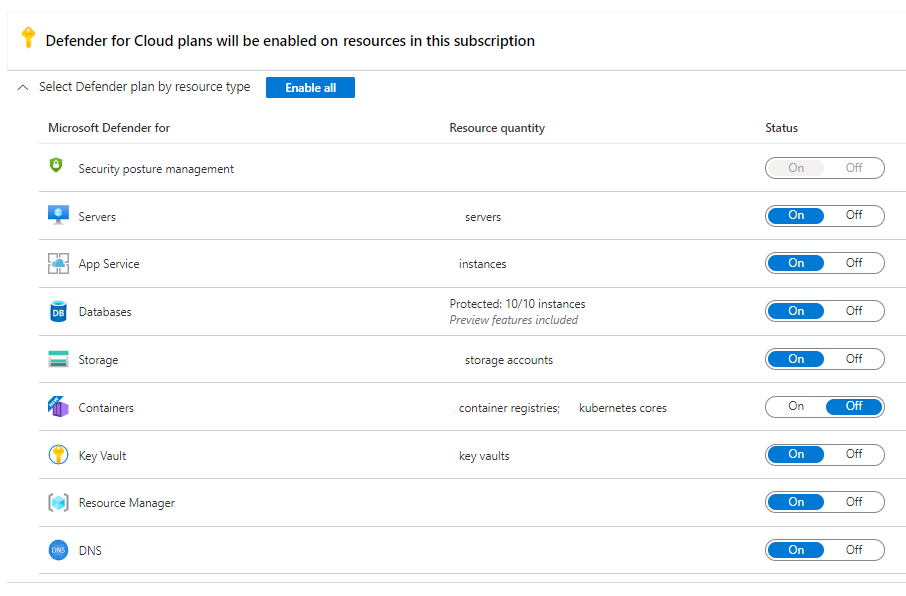 Defender for Cloud plans will be enabled on resources in this subscription
Select Defender plan by resource type Enable all
Microsoft Defender for Resource quantity Status
Security posture management On Off
Servers servers On Off
App Service instances On Off
DB Databases Protected: 10/10 instances On Off
Preview features included
Storage storage accounts On Off
NEW Containers container registries; kubernetes cores On Off
Key Vault key vaults On Off
Resource Manager On Off
DNS DNS On Off